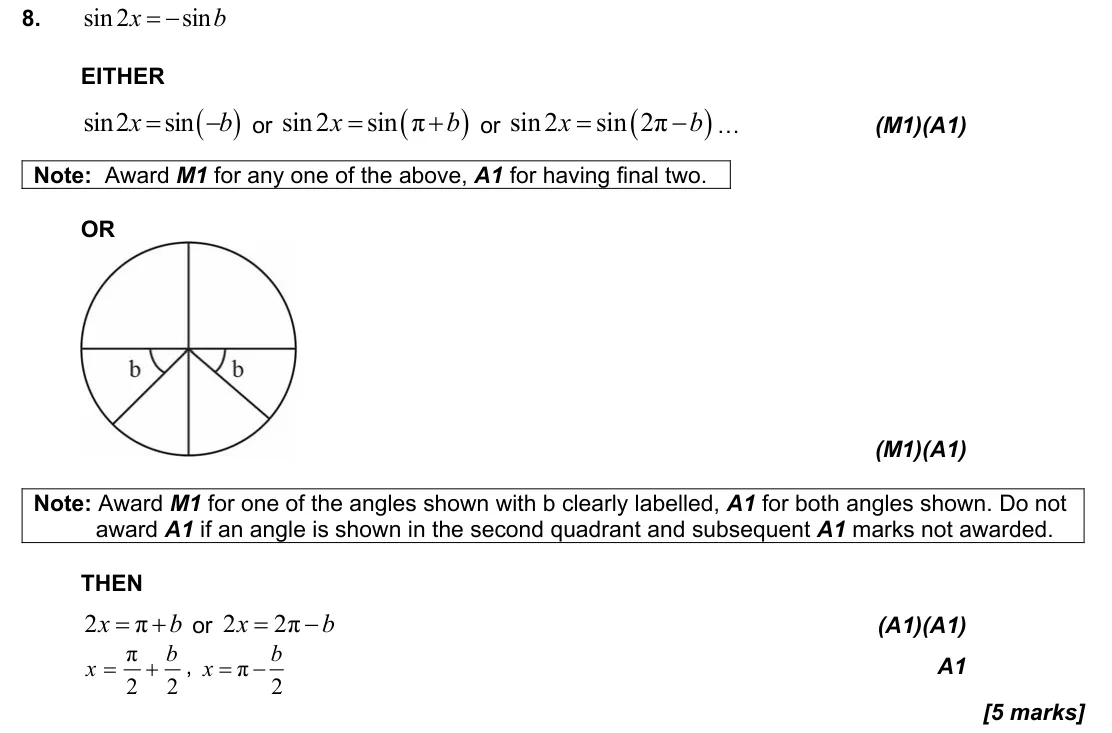 8. sin 2x = − sin b
EITHER
sin 2x = sin(−b) or sin 2x = sin(π + b) or sin 2x = sin(2π − b) … (M1)(A1)
Note: Award M1 for any one of the above, A1 for having final two.
OR
b b
(M1)(A1)
Note: Award M1 for one of the angles shown with b clearly labelled, A1 for both angles shown. Do not
award A1 if an angle is shown in the second quadrant and subsequent A1 marks not awarded.
THEN
2x = π + b or 2x = 2π − b (A1)(A1)
x = π/2 + b/2 , x = π − b/2 A1
[5 marks]